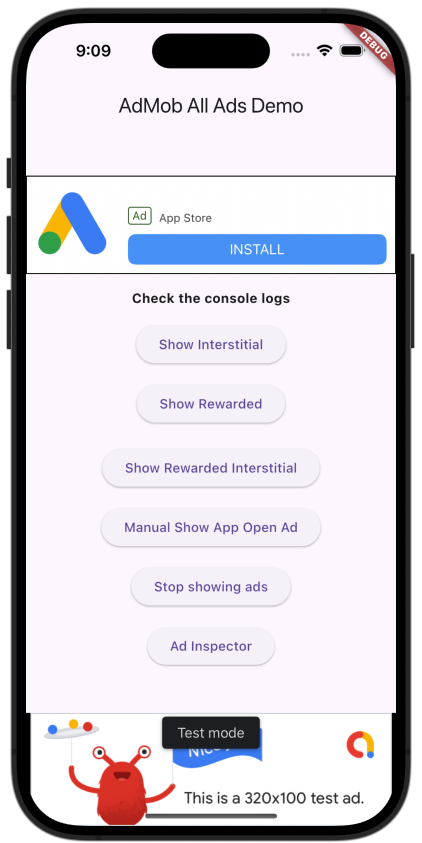 9:09
DEBUG
AdMob All Ads Demo
Ad App Store
INSTALL
Check the console logs
Show Interstitial
Show Rewarded
Show Rewarded Interstitial
Manual Show App Open Ad
Stop showing ads
Ad Inspector
Test mode
This is a 320x100 test ad.